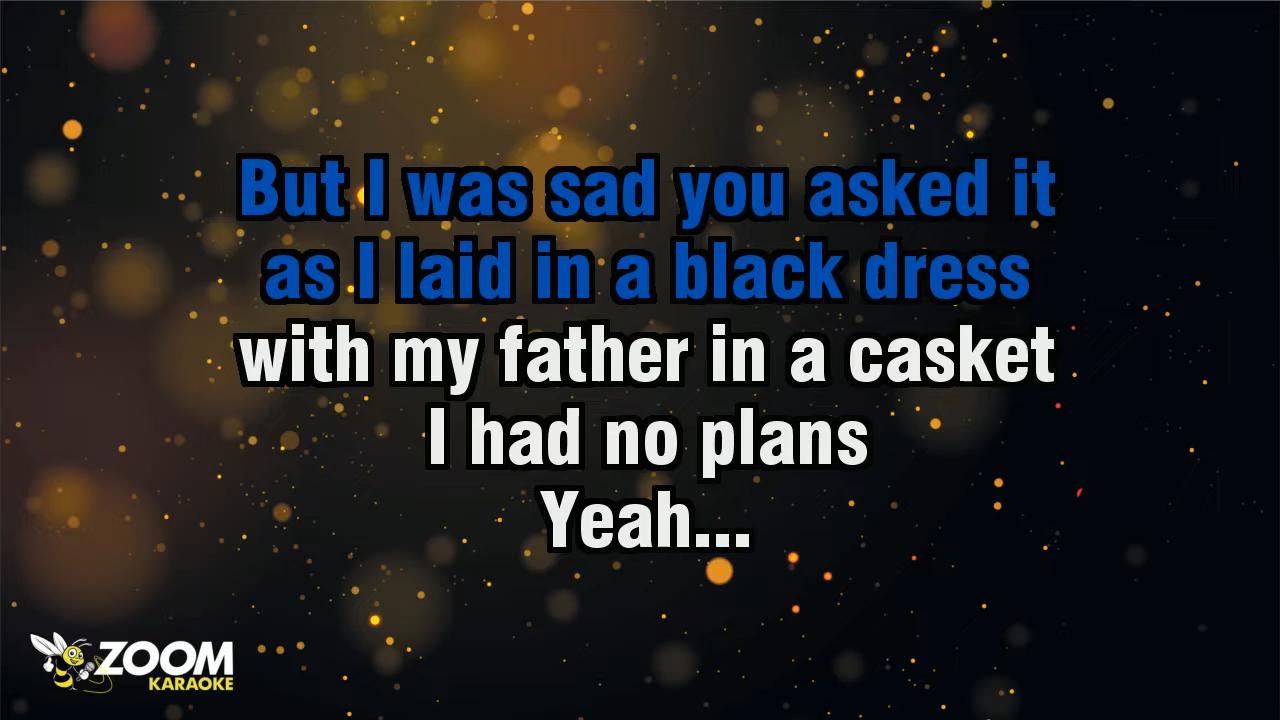 But I was sad you asked it
as I laid in a black dress
with my father in a casket
I had no plans
Yeah...
ZOOM
KARAOKE